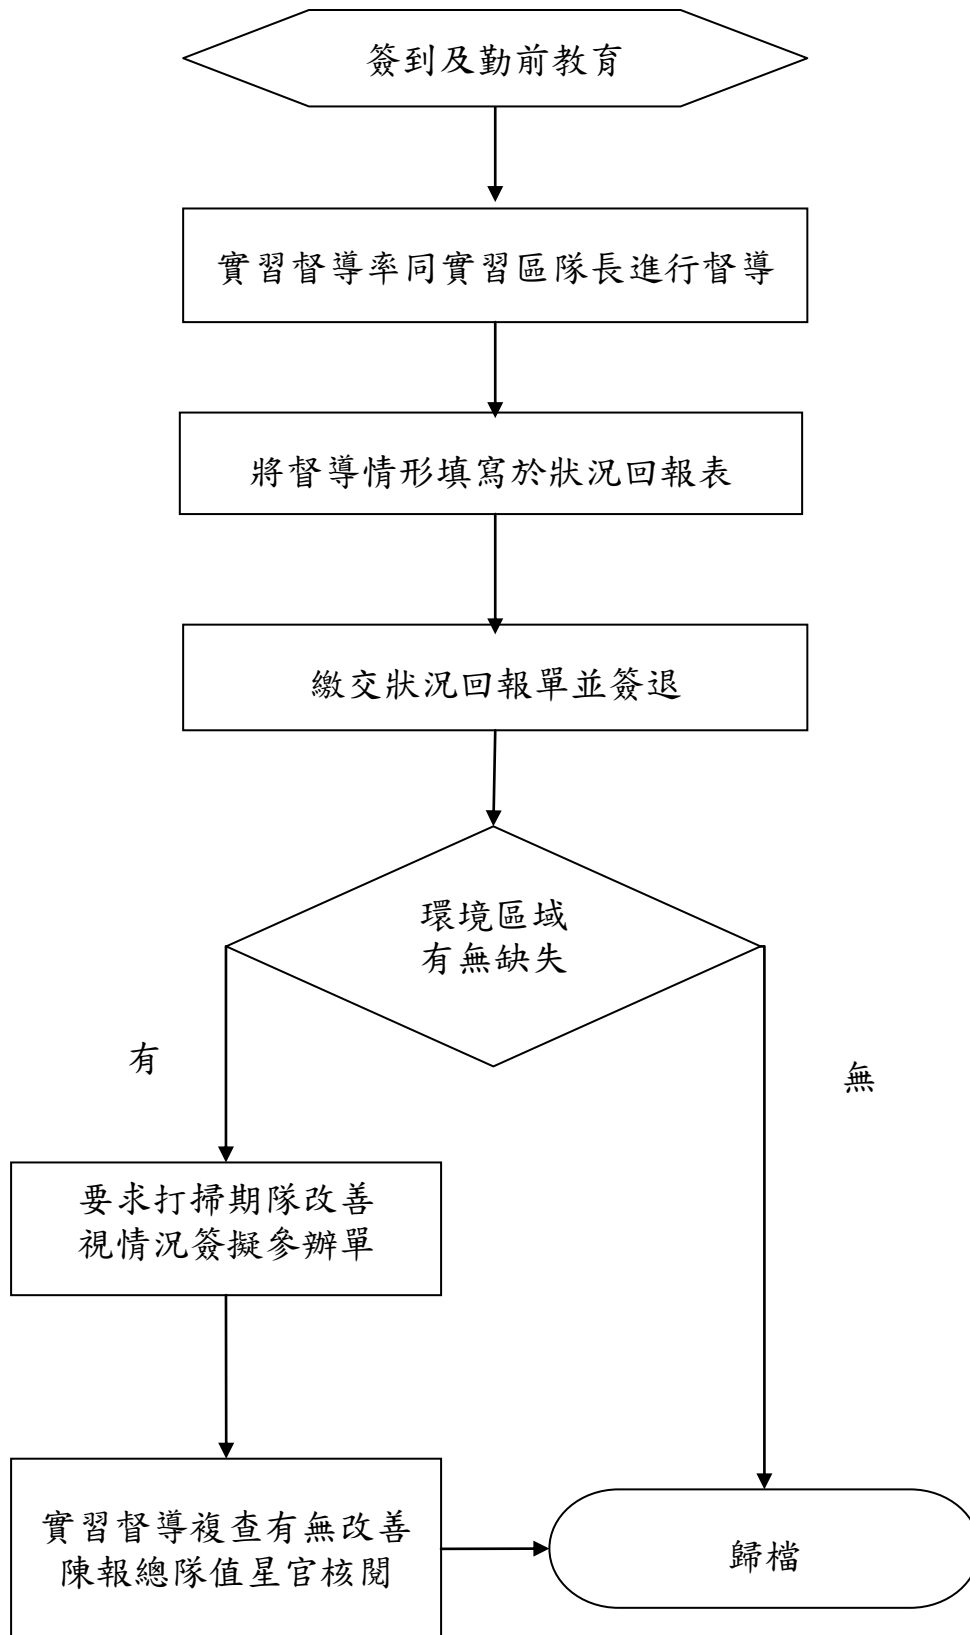 簽到及勤前教育
實習督導率同實習區隊長進行督導
將督導情形填寫於狀況回報表
繳交狀況回報單並簽退
環境區域
有無缺失
有
無
要求打掃期隊改善
視情況簽擬參辦單
實習督導複查有無改善
陳報總隊值星官核閱
歸檔